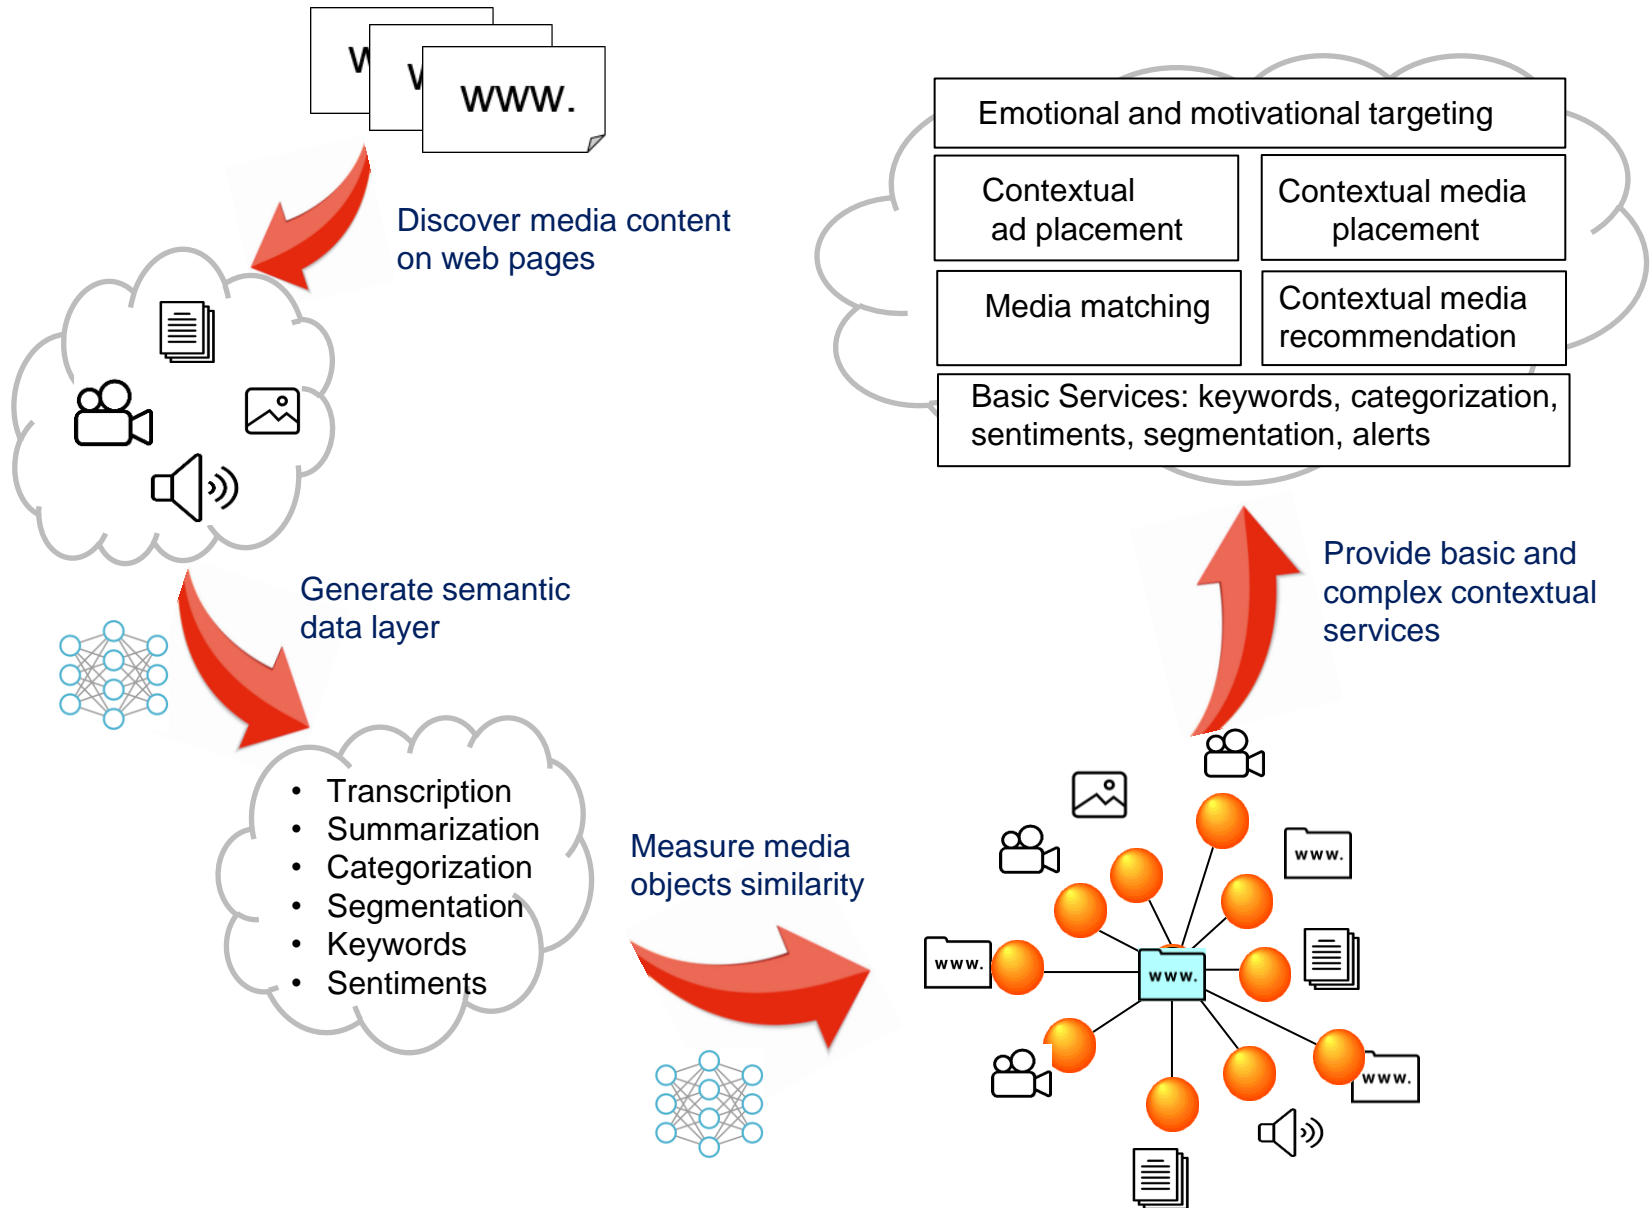 W
V
www.
Discover media content
on web pages
Generate semantic
data layer
• Transcription
• Summarization
• Categorization
• Segmentation
• Keywords
• Sentiments
Measure media
objects similarity
www.
www.
www.
www.
Provide basic and
complex contextual
services
Emotional and motivational targeting
Contextual
ad placement
Contextual media
placement
Media matching
Contextual media
recommendation
Basic Services: keywords, categorization,
sentiments, segmentation, alerts